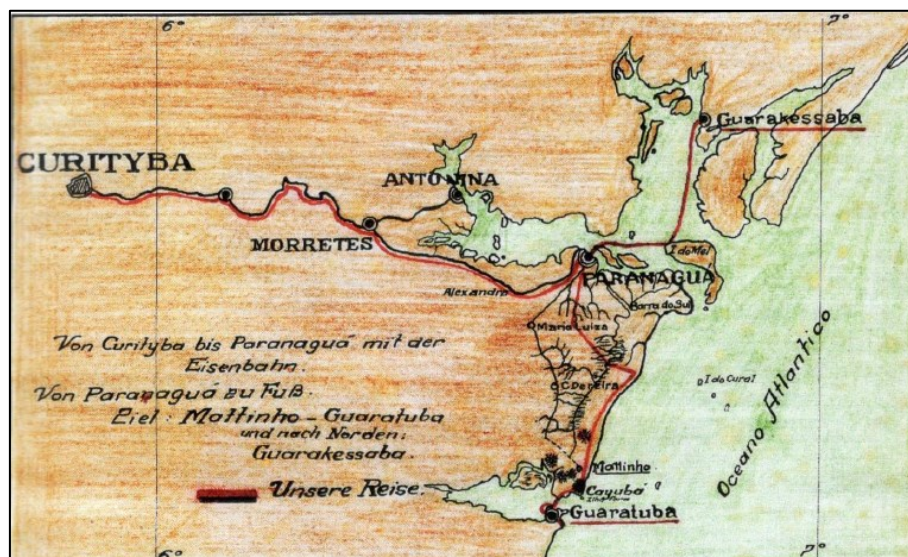 6°
7°
Guarakessaba
CURITYBA
ANTONINA
MORRETES
I do Mel
PARANAGUA
Alexandra
Barra do Sul
Maria Luiza
Von Curityba bis Paranaguá mit der
Eisenbahn.
C. Pereira
I do Cural
Von Paranaguá zu Fuß.
Ziel: Mattinho – Guaratuba
und nach Norden:
Guarakessaba.
Oceano Atlantico
Mattinho
Unsere Reise.
Cayubá
Guaratuba
6°
7°